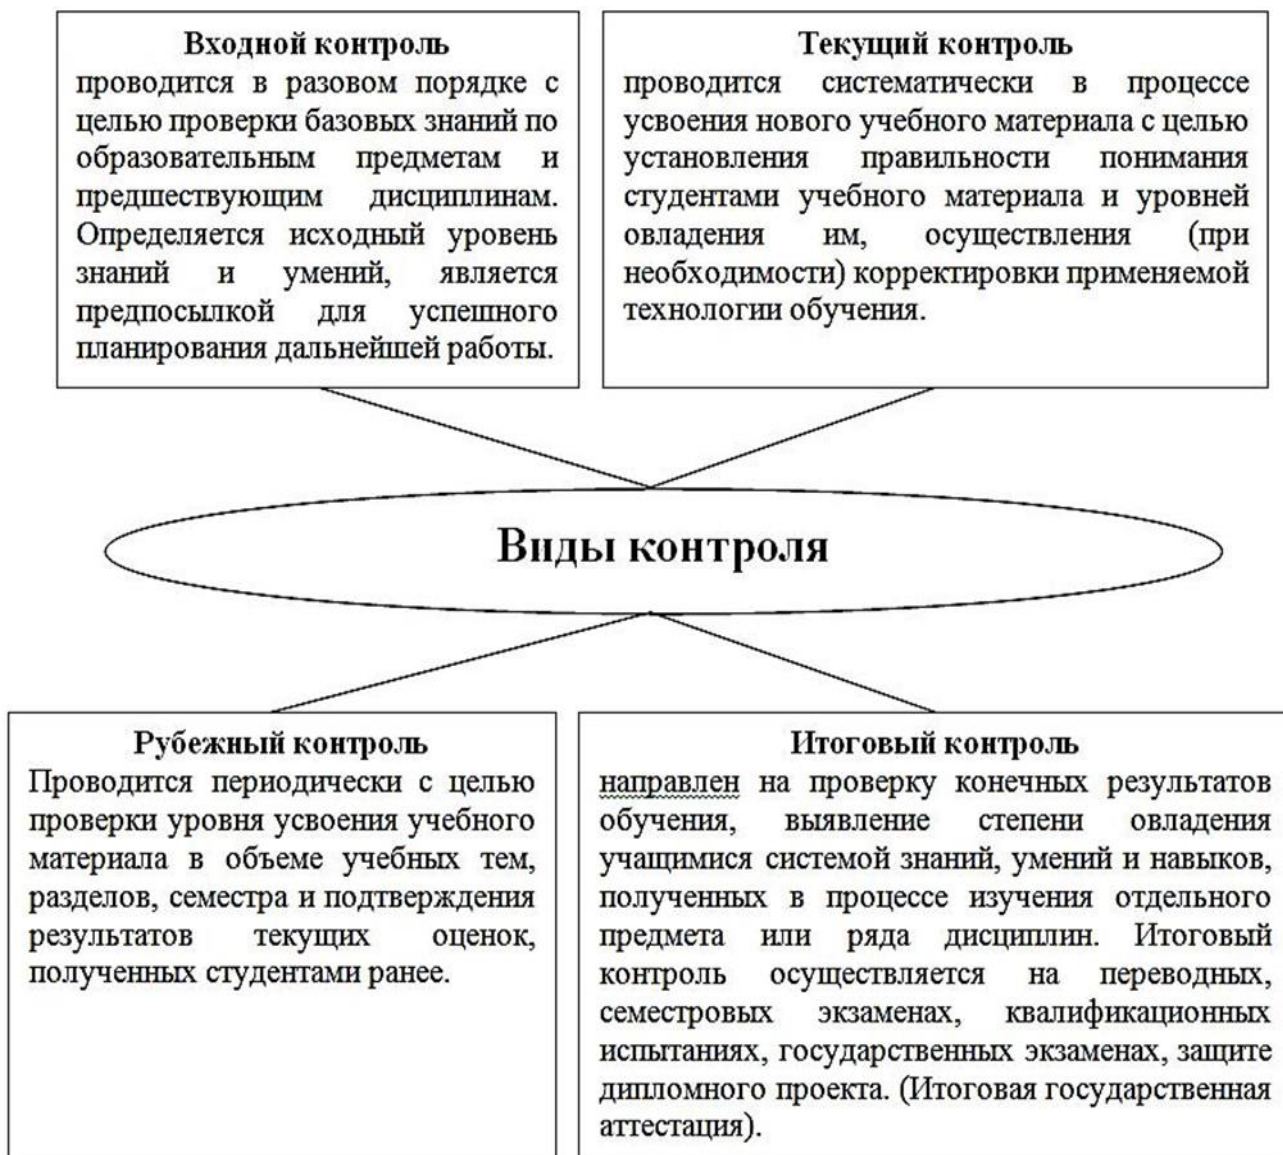 Входной контроль
проводится в разовом порядке с
целью проверки базовых знаний по
образовательным предметам и
предшествующим дисциплинам.
Определяется исходный уровень
знаний и умений, является
предпосылкой для успешного
планирования дальнейшей работы.
Текущий контроль
проводится систематически в процессе
усвоения нового учебного материала с целью
установления правильности понимания
студентами учебного материала и уровней
овладения им, осуществления (при
необходимости) корректировки применяемой
технологии обучения.
Виды контроля
Рубежный контроль
Проводится периодически с целью
проверки уровня усвоения учебного
материала в объеме учебных тем,
разделов, семестра и подтверждения
результатов текущих оценок,
полученных студентами ранее.
Итоговый контроль
направлен на проверку конечных результатов
обучения, выявление степени овладения
учащимися системой знаний, умений и навыков,
полученных в процессе изучения отдельного
предмета или ряда дисциплин. Итоговый
контроль осуществляется на переводных,
семестровых экзаменах, квалификационных
испытаниях, государственных экзаменах, защите
дипломного проекта. (Итоговая государственная
аттестация).